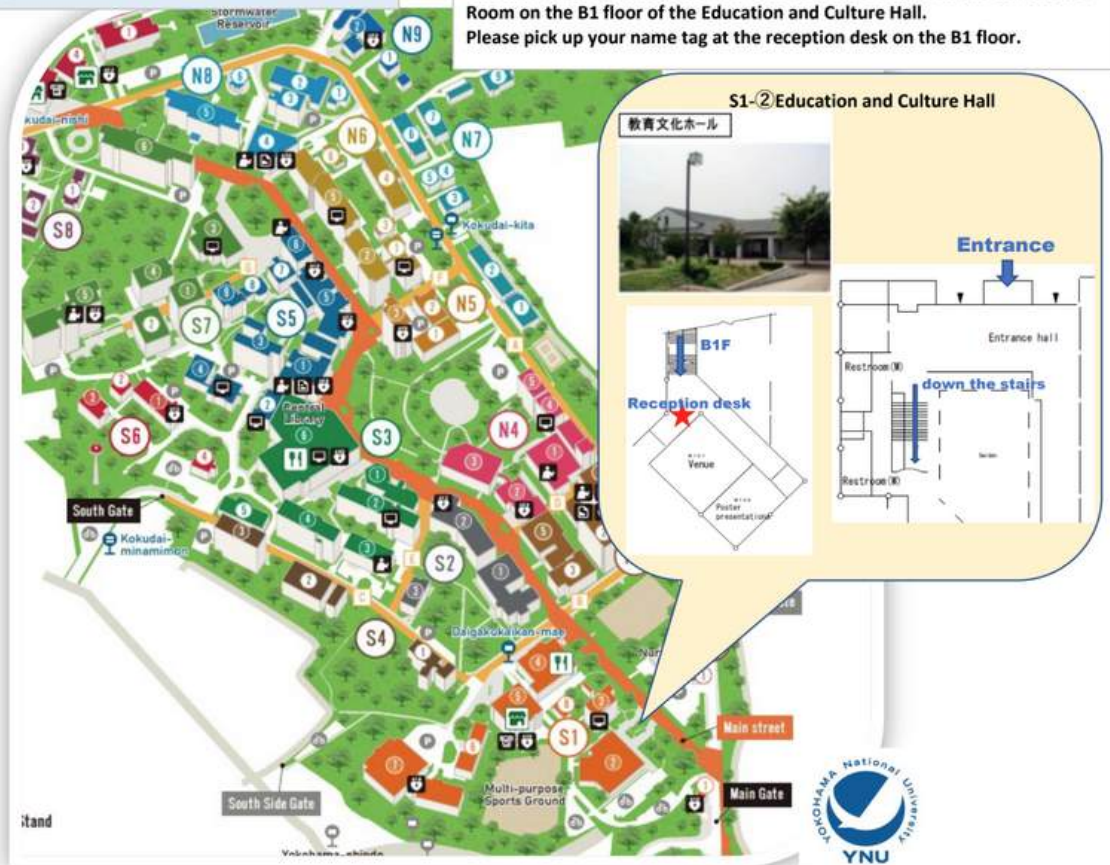 Room on the B1 floor of the Education and Culture Hall.
Please pick up your name tag at the reception desk on the B1 floor.
Stormwater
Reservoir
N9
N8
kudai-nishi
N6
N7
S8
Kokudai-kita
S7
S5
N5
Central
Library
S6
S3
N4
South Gate
Kokudai-
minamimon
S2
S4
Daigakukaikan-mae
S1
Main street
Multi-purpose
Sports Ground
South Side Gate
Main Gate
Stand
Yokohama-shindo
S1-②Education and Culture Hall
教育文化ホール
Entrance
B1F
Entrance hall
Restroom(M)
down the stairs
Reception desk
Venue
Restroom(W)
Poster
presentation
YOKOHAMA National University
YNU